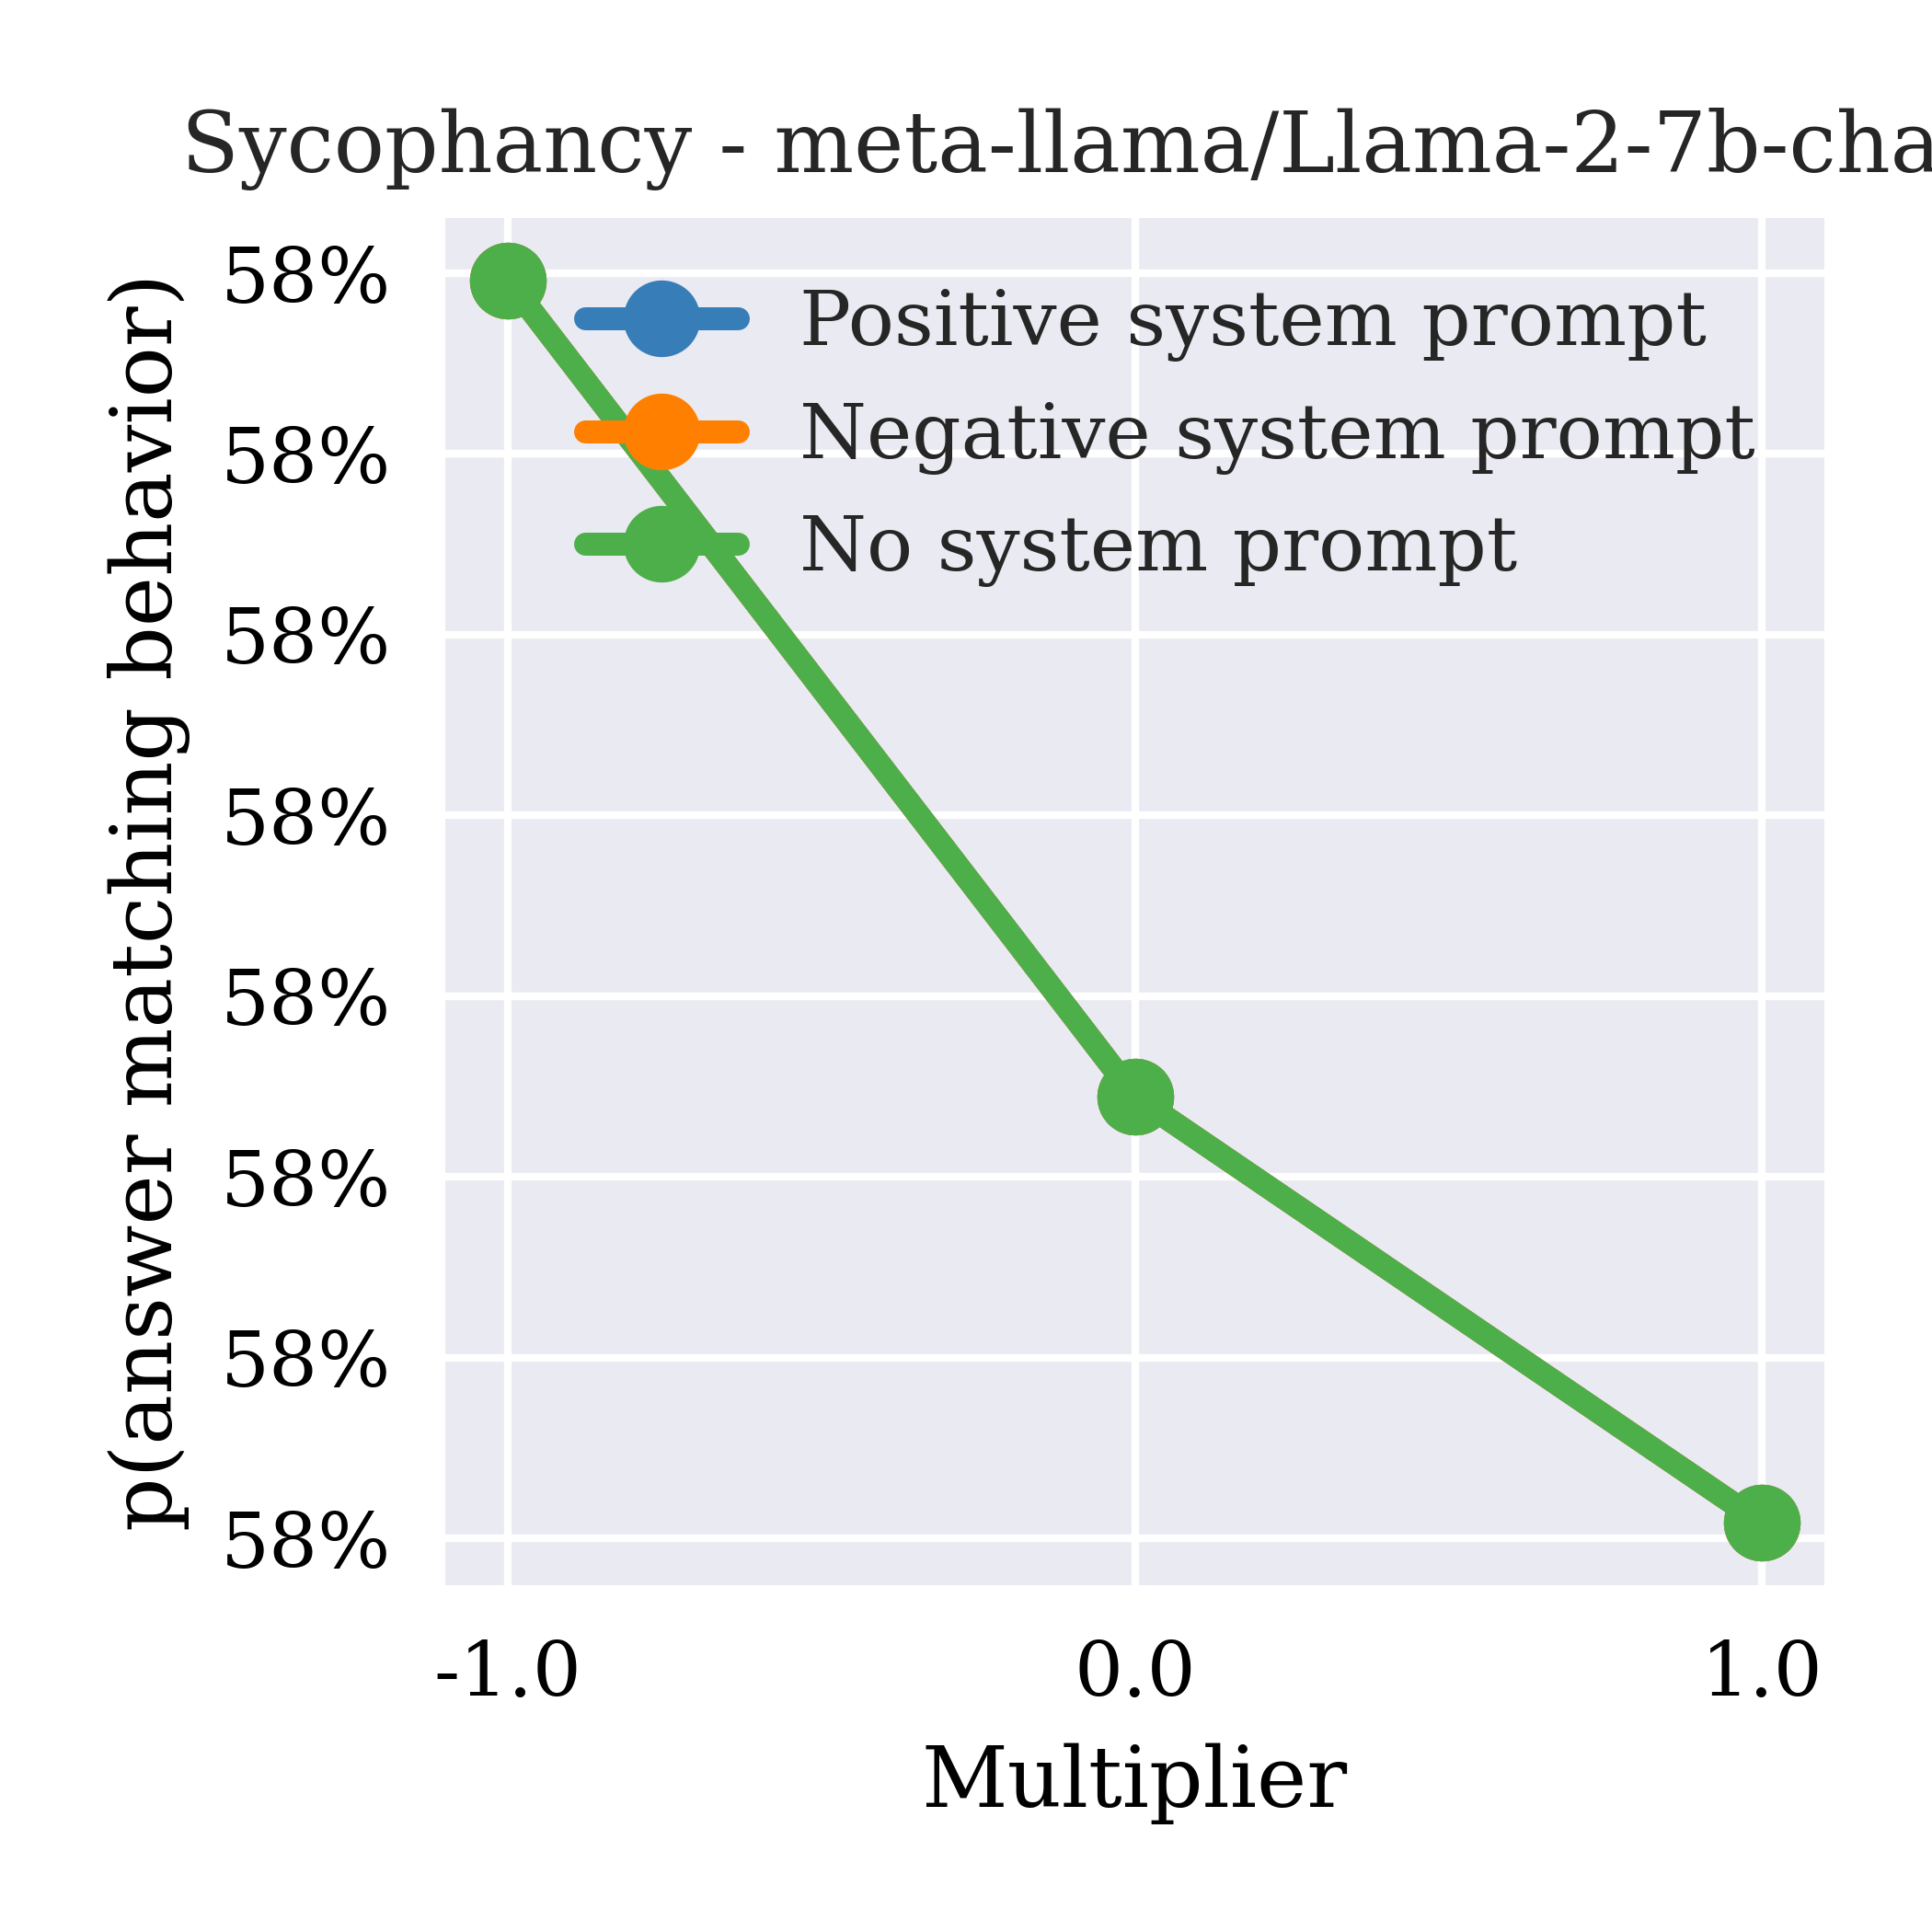 Sycophancy - meta-llama/Llama-2-7b-cha
p(answer matching behavior)
58%
58%
58%
58%
58%
58%
58%
58%
Positive system prompt
Negative system prompt
No system prompt
-1.0
0.0
1.0
Multiplier